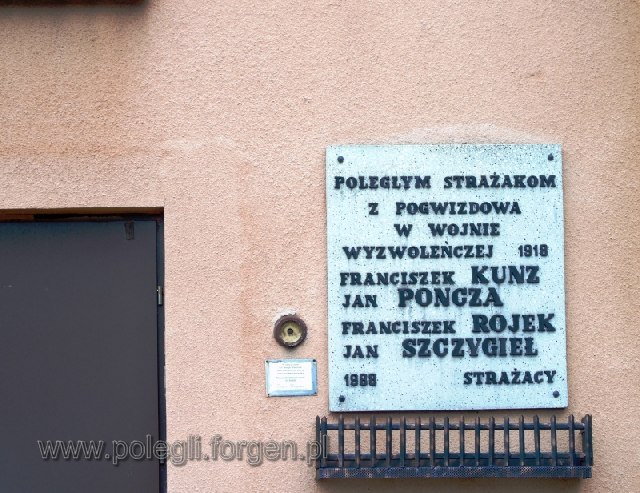 POLEGŁYM STRAŻAKOM
Z POGWIZDOWA
W WOJNIE
WYZWOLEŃCZEJ 1918
FRANCISZEK KUNZ
JAN PONCZA
FRANCISZEK ROJEK
JAN SZCZYGIEŁ
1988 STRAŻACY
www.polegli.forgen.pl